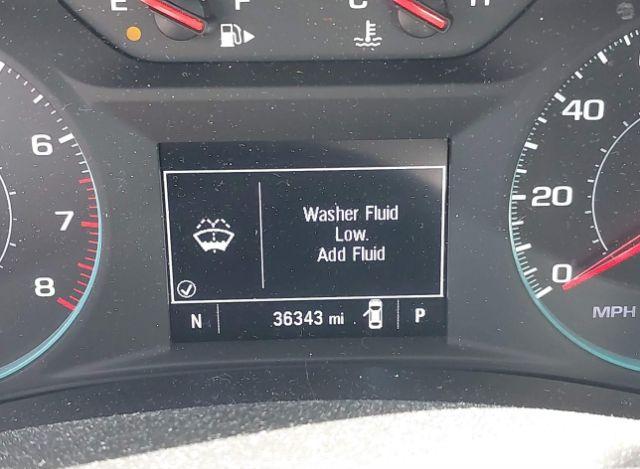 E F C H
6
7
8
Washer Fluid
Low.
Add Fluid
N 36343 mi P
40
20
0
MPH